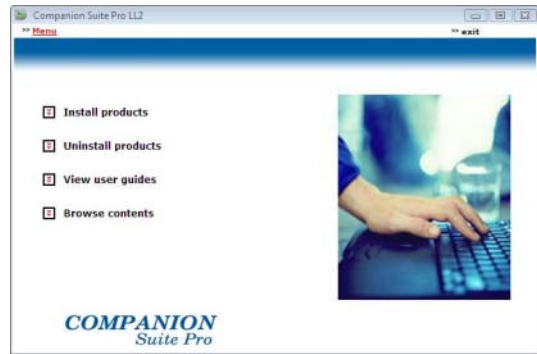 Companion Suite Pro LL2
>> Menu
>> exit
Install products
Uninstall products
View user guides
Browse contents
COMPANION
Suite Pro